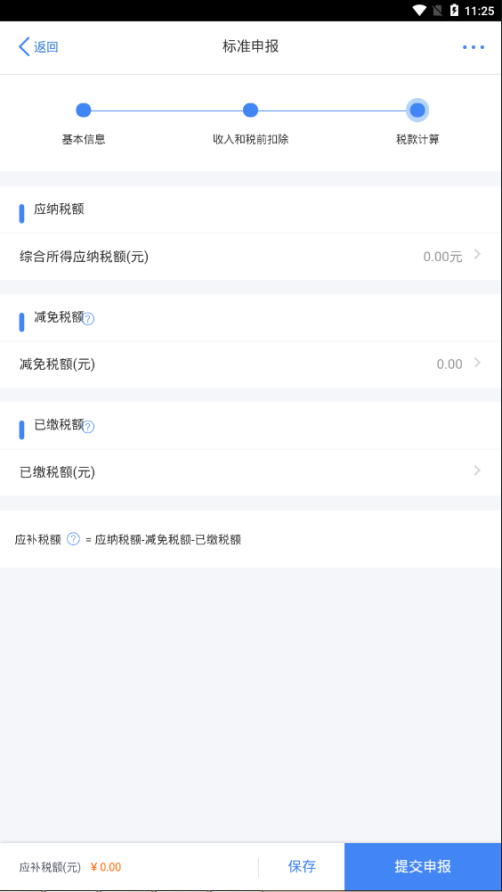 11:25
返回
标准申报
基本信息
收入和税前扣除
税款计算
应纳税额
综合所得应纳税额(元) 0.00元
减免税额?
减免税额(元) 0.00
已缴税额?
已缴税额(元)
应补税额 ? = 应纳税额-减免税额-已缴税额
应补税额(元) ¥ 0.00
保存
提交申报